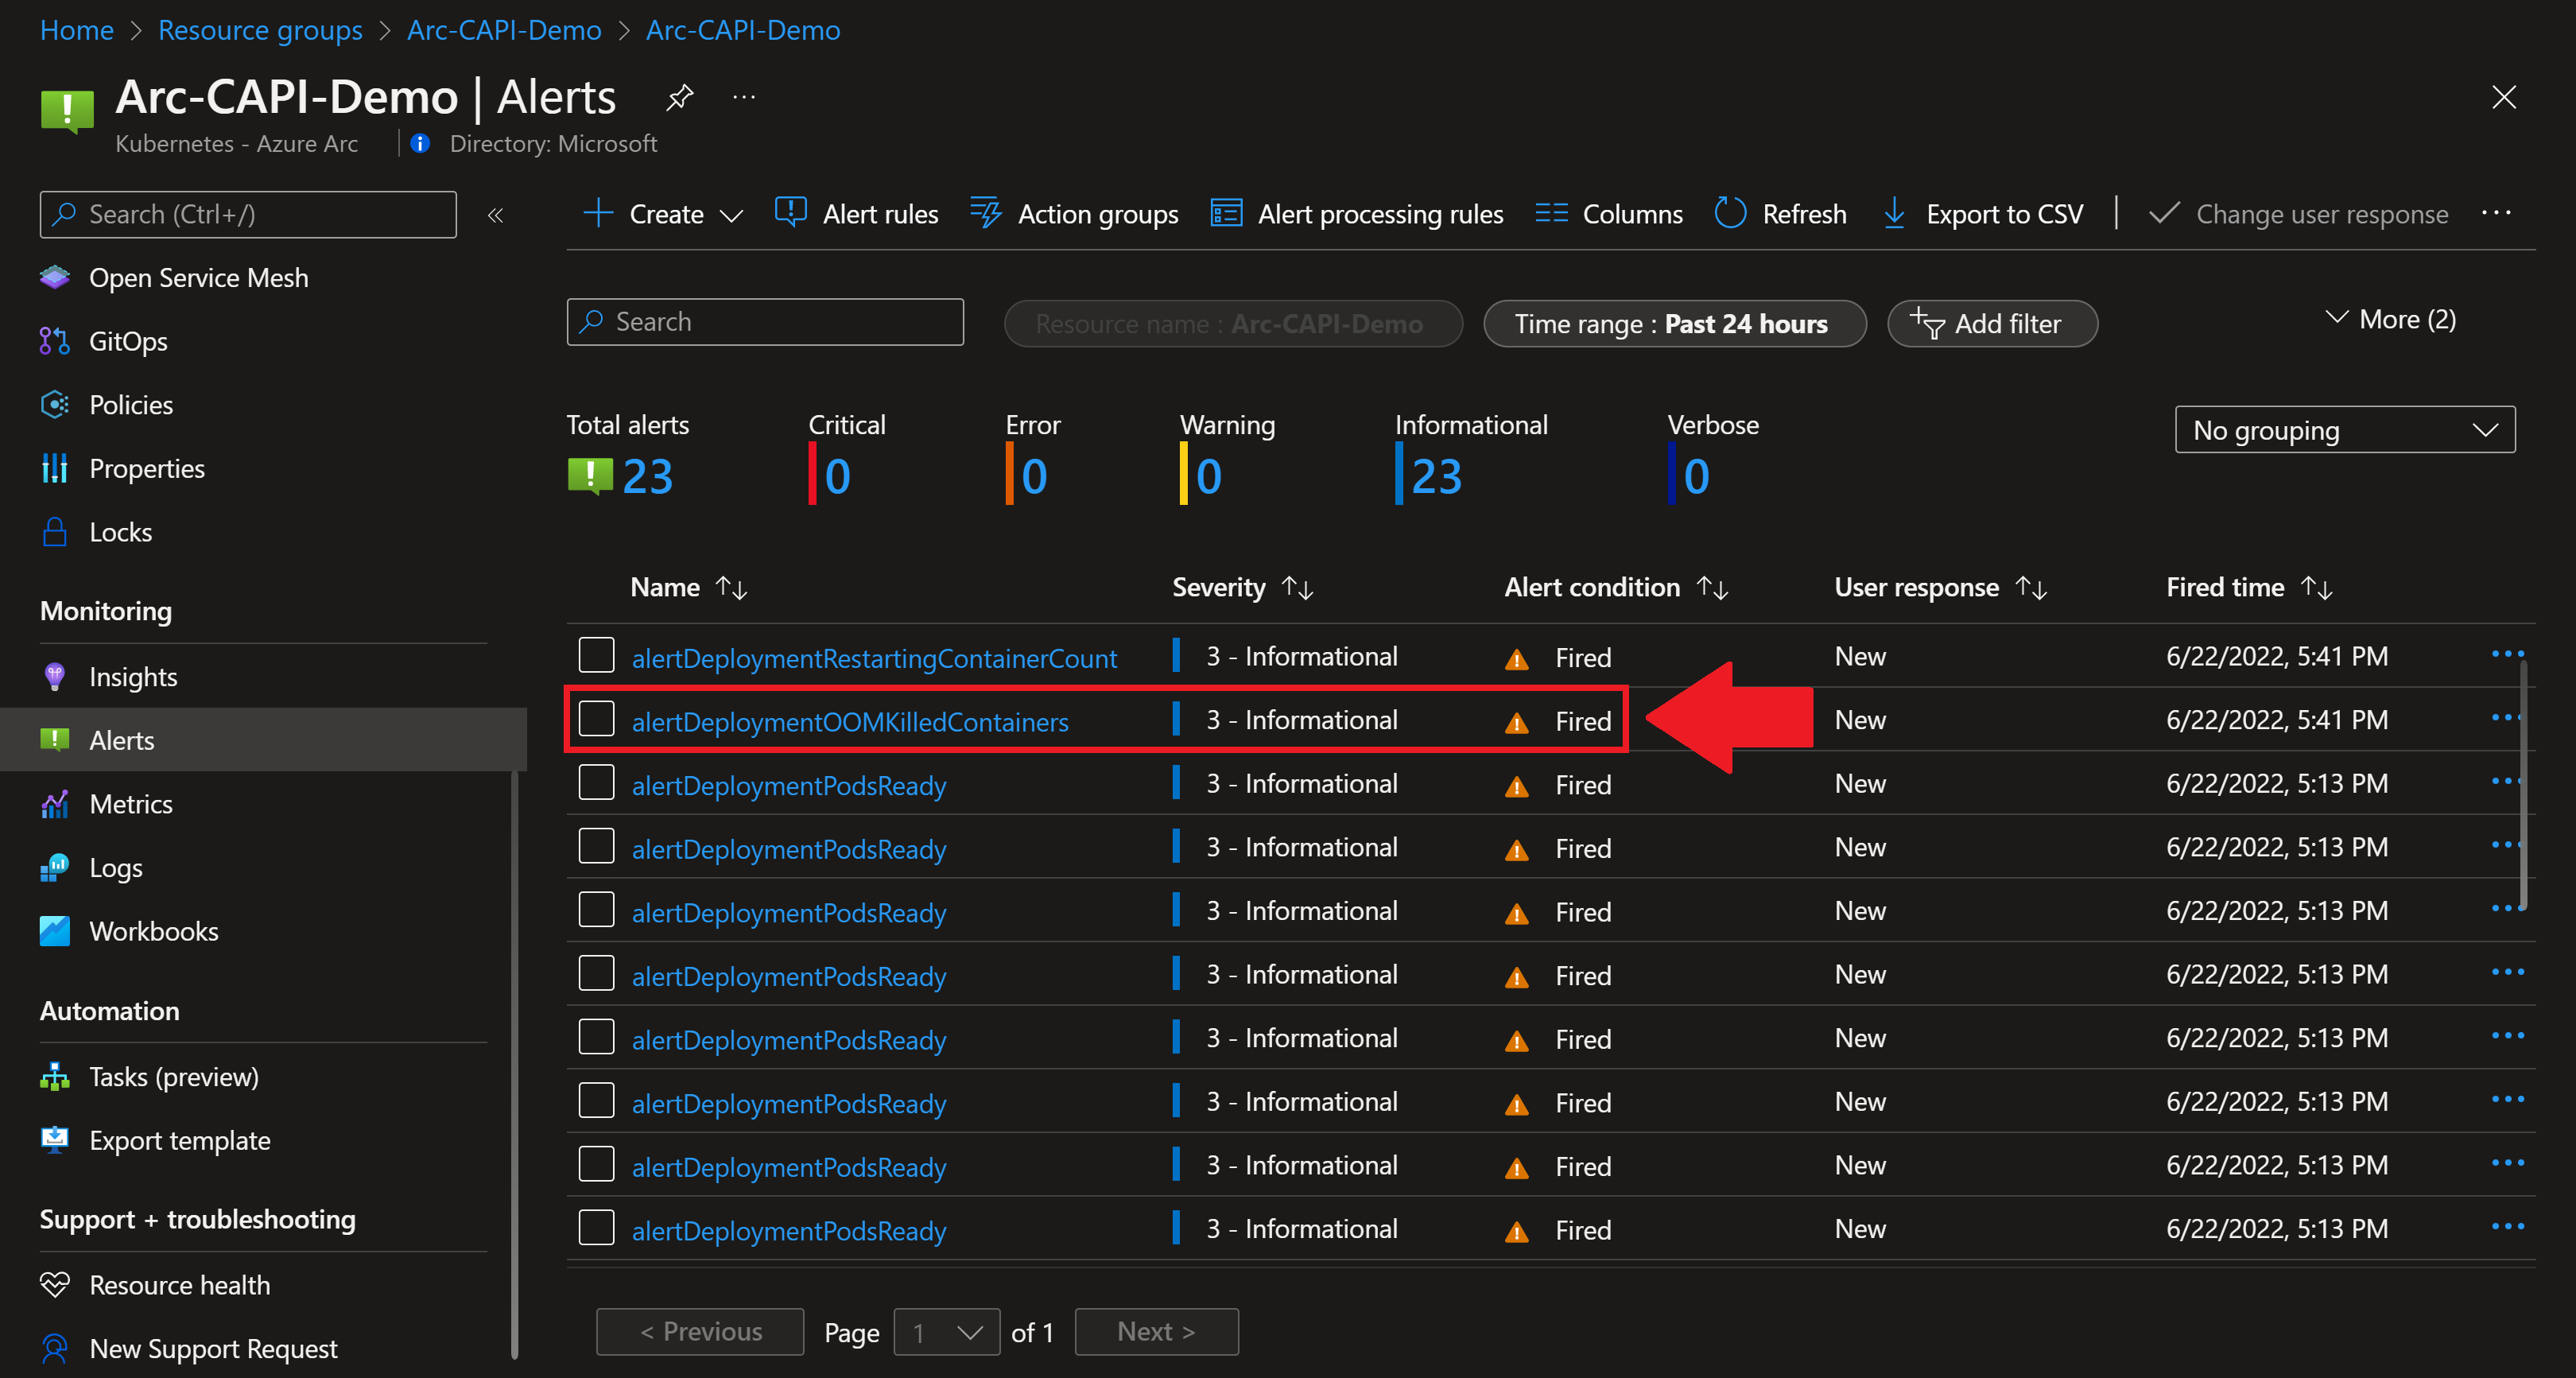 Home > Resource groups > Arc-CAPI-Demo > Arc-CAPI-Demo
Arc-CAPI-Demo | Alerts ...
Kubernetes - Azure Arc | Directory: Microsoft
Search (Ctrl+/) «
Open Service Mesh
GitOps
Policies
Properties
Locks
Monitoring
Insights
Alerts
Metrics
Logs
Workbooks
Automation
Tasks (preview)
Export template
Support + troubleshooting
Resource health
New Support Request
Create Alert rules Action groups Alert processing rules Columns Refresh Export to CSV | Change user response ...
Search Resource name : Arc-CAPI-Demo Time range : Past 24 hours Add filter More (2)
Total alerts Critical Error Warning Informational Verbose
23 0 0 0 23 0
No grouping
Name Severity Alert condition User response Fired time
alertDeploymentRestartingContainerCount 3 - Informational Fired New 6/22/2022, 5:41 PM
alertDeploymentOOMKilledContainers 3 - Informational Fired New 6/22/2022, 5:41 PM
alertDeploymentPodsReady 3 - Informational Fired New 6/22/2022, 5:13 PM
alertDeploymentPodsReady 3 - Informational Fired New 6/22/2022, 5:13 PM
alertDeploymentPodsReady 3 - Informational Fired New 6/22/2022, 5:13 PM
alertDeploymentPodsReady 3 - Informational Fired New 6/22/2022, 5:13 PM
alertDeploymentPodsReady 3 - Informational Fired New 6/22/2022, 5:13 PM
alertDeploymentPodsReady 3 - Informational Fired New 6/22/2022, 5:13 PM
alertDeploymentPodsReady 3 - Informational Fired New 6/22/2022, 5:13 PM
alertDeploymentPodsReady 3 - Informational Fired New 6/22/2022, 5:13 PM
< Previous Page 1 of 1 Next >